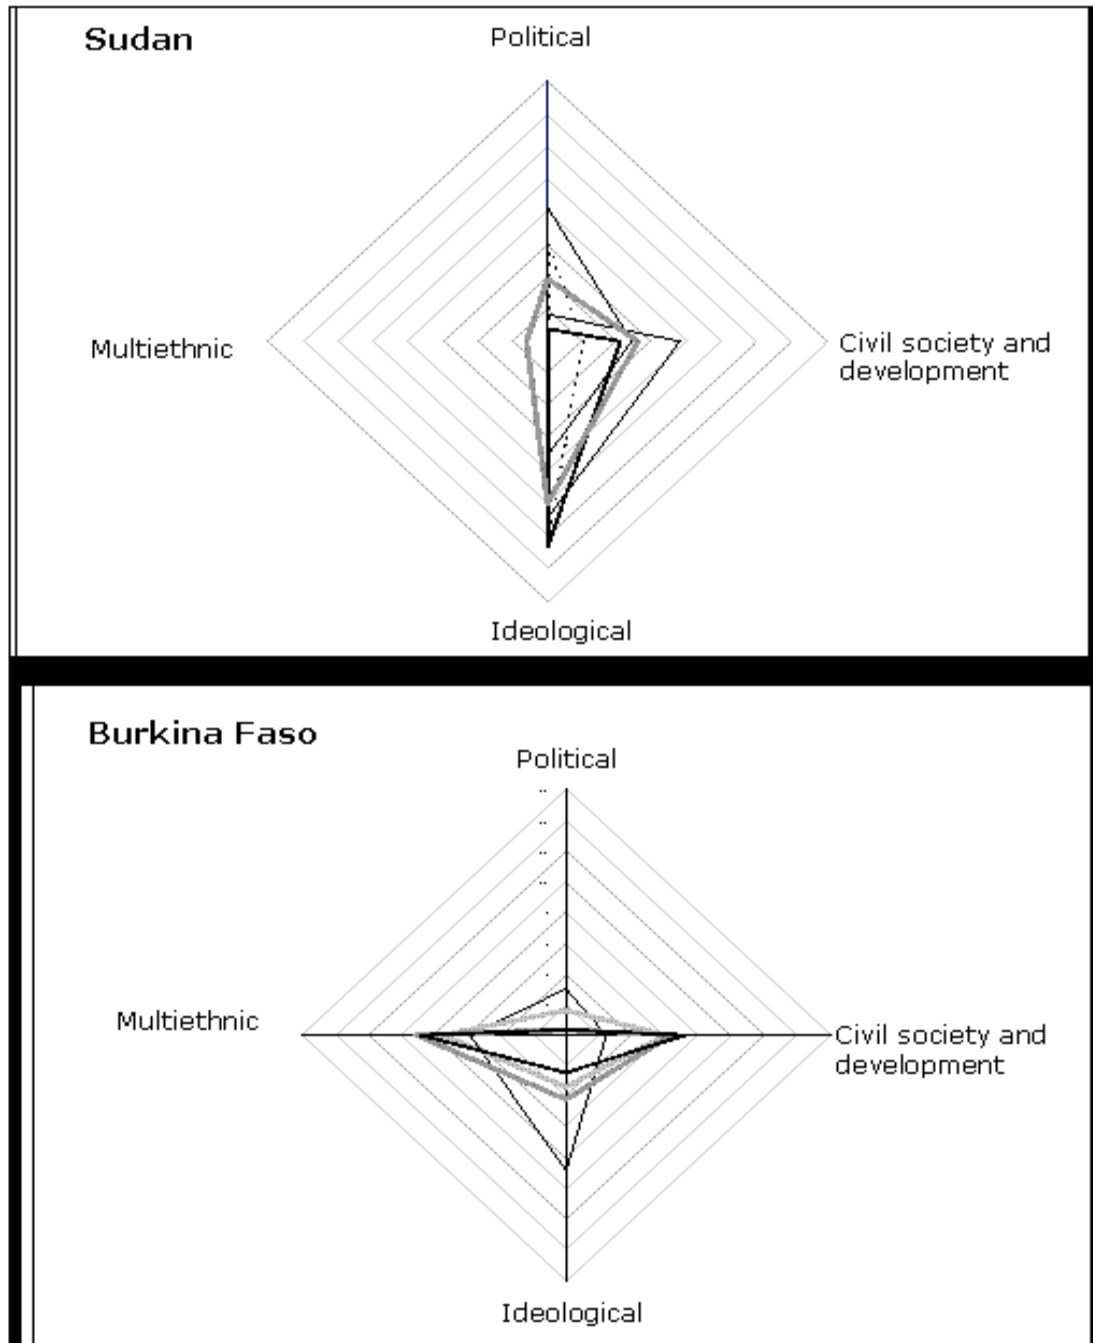 Sudan
Political
Multiethnic
Civil society and
development
Ideological
Burkina Faso
Political
Multiethnic
Civil society and
development
Ideological